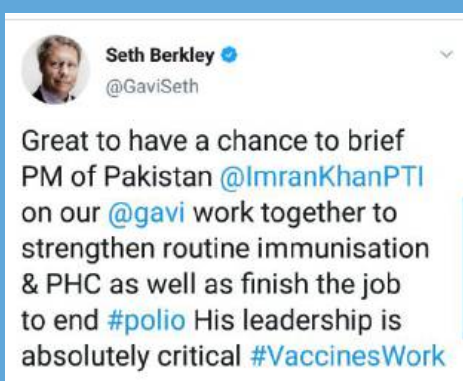 Seth Berkley
@GaviSeth
Great to have a chance to brief
PM of Pakistan @ImranKhanPTI
on our @gavi work together to
strengthen routine immunisation
& PHC as well as finish the job
to end #polio His leadership is
absolutely critical #VaccinesWork